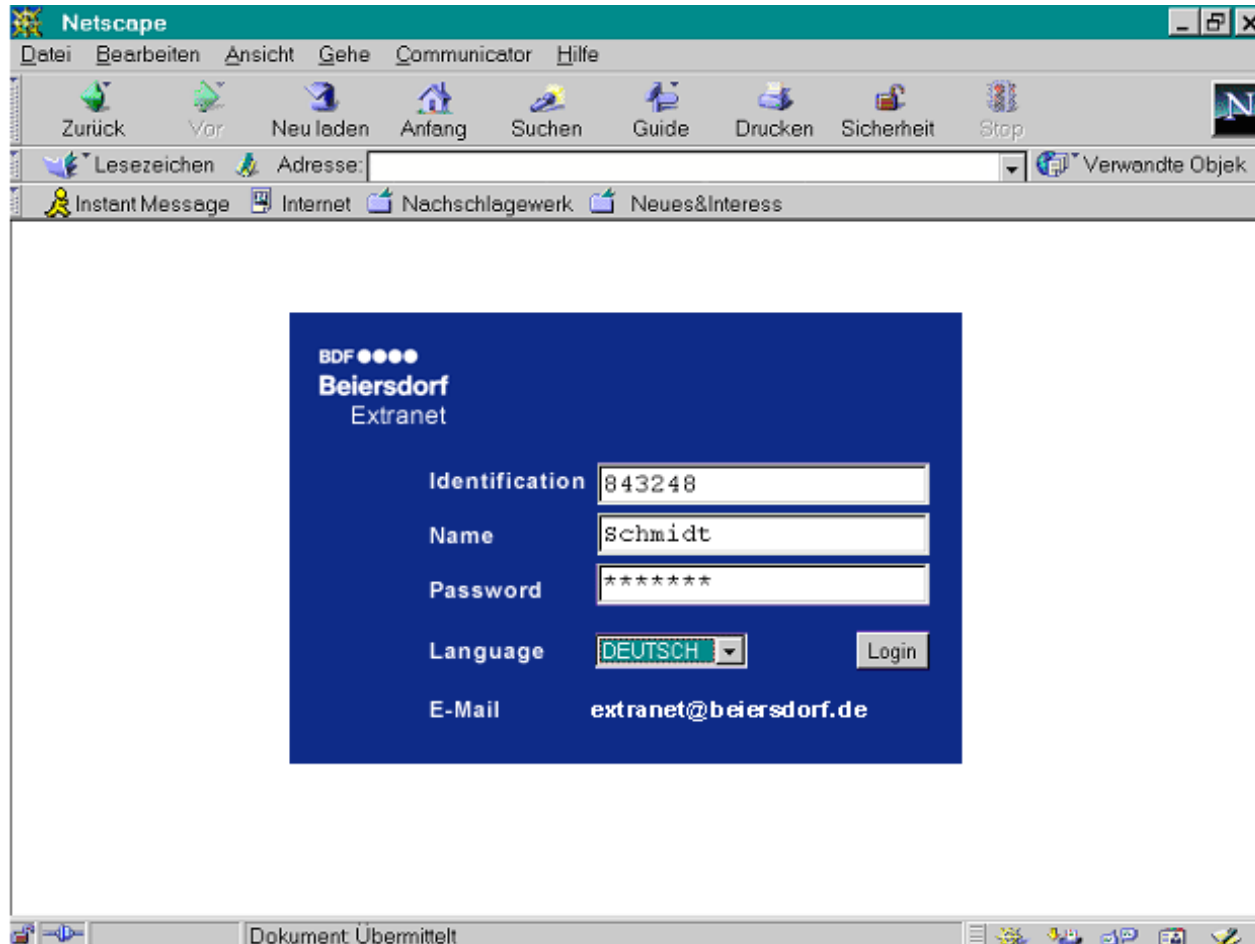 Netscape
Datei Bearbeiten Ansicht Gehe Communicator Hilfe
Zurück Vor Neu laden Anfang Suchen Guide Drucken Sicherheit Stop
N
Lesezeichen Adresse: Verwandte Objek
Instant Message Internet Nachschlagewerk Neues&Interess
BDF
Beiersdorf
Extranet
Identification 843248
Name Schmidt
Password *******
Language DEUTSCH Login
E-Mail extranet@beiersdorf.de
Dokument: Übermittelt